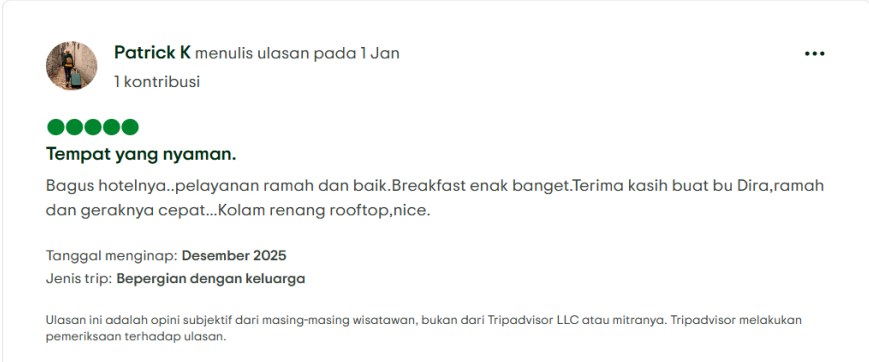 Patrick K menulis ulasan pada 1 Jan
1 kontribusi
Tempat yang nyaman.
Bagus hotelnya..pelayanan ramah dan baik.Breakfast enak banget.Terima kasih buat bu Dira,ramah
dan geraknya cepat...Kolam renang rooftop,nice.
Tanggal menginap: Desember 2025
Jenis trip: Bepergian dengan keluarga
Ulasan ini adalah opini subjektif dari masing-masing wisatawan, bukan dari Tripadvisor LLC atau mitranya. Tripadvisor melakukan
pemeriksaan terhadap ulasan.